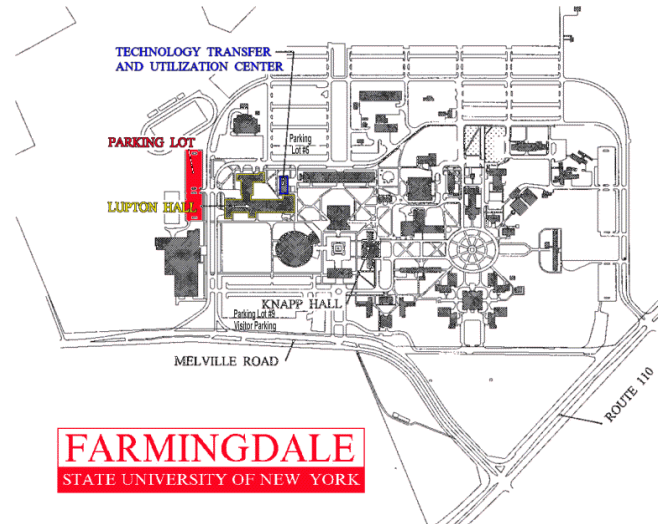 TECHNOLOGY TRANSFER
AND UTILIZATION CENTER
PARKING LOT
Parking
Lot #5
LUPTON HALL
KNAPP HALL
Parking Lot #9
Visitor Parking
MELVILLE ROAD
ROUTE 110
FARMINGDALE
STATE UNIVERSITY OF NEW YORK